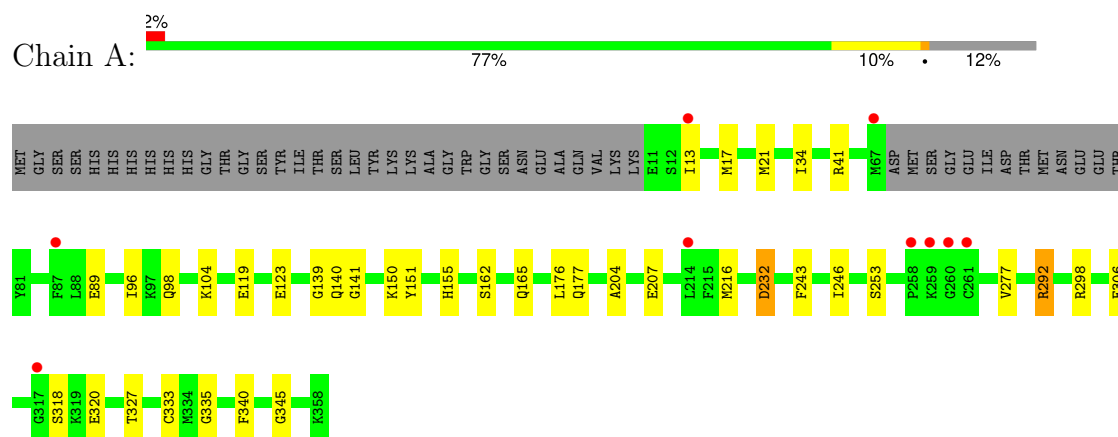 2%
Chain A:
77% 10% • 12%
MET GLY SER SER HIS HIS HIS HIS HIS HIS GLY THR GLY SER TYR ILE THR SER LEU TYR LYS LYS ALA GLY TRP GLY SER ASN GLU ALA GLN VAL LYS LYS E11 S12 I13 M17 M21 I34 R41 M67 ASP MET SER GLY GLU ILE ASP THR MET ASN GLU GLU
Y81 F87 L88 E89 I96 K97 Q98 K104 E119 E123 G139 Q140 G141 K150 Y151 H155 S162 Q165 L176 Q177 A204 E207 L214 F215 M216 D232 F243 I246 S253 P258 K259 G260 C261 V277 R292 R298
G317 S318 K319 E320 T327 C333 M334 G335 F340 G345 K358